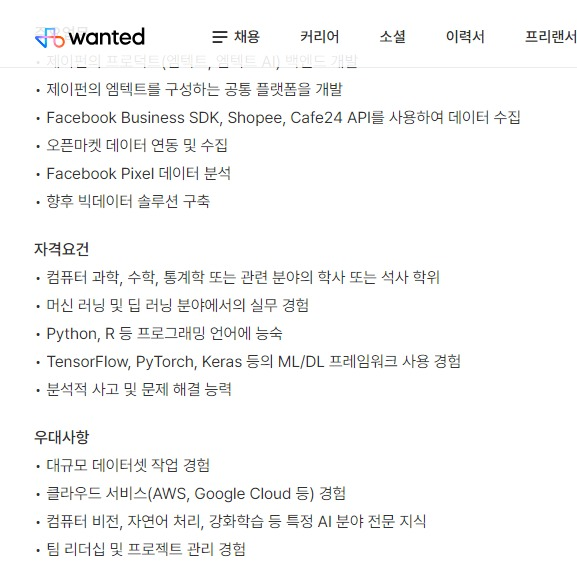 wanted
채용
커리어
소셜
이력서
프리랜서
• 제이펀의 프로덕트(엠텍트, 엠텍트 AI) 백엔드 개발
• 제이펀의 엠텍트를 구성하는 공통 플랫폼을 개발
• Facebook Business SDK, Shopee, Cafe24 API를 사용하여 데이터 수집
• 오픈마켓 데이터 연동 및 수집
• Facebook Pixel 데이터 분석
• 향후 빅데이터 솔루션 구축
자격요건
• 컴퓨터 과학, 수학, 통계학 또는 관련 분야의 학사 또는 석사 학위
• 머신 러닝 및 딥 러닝 분야에서의 실무 경험
• Python, R 등 프로그래밍 언어에 능숙
• TensorFlow, PyTorch, Keras 등의 ML/DL 프레임워크 사용 경험
• 분석적 사고 및 문제 해결 능력
우대사항
• 대규모 데이터셋 작업 경험
• 클라우드 서비스(AWS, Google Cloud 등) 경험
• 컴퓨터 비전, 자연어 처리, 강화학습 등 특정 AI 분야 전문 지식
• 팀 리더십 및 프로젝트 관리 경험